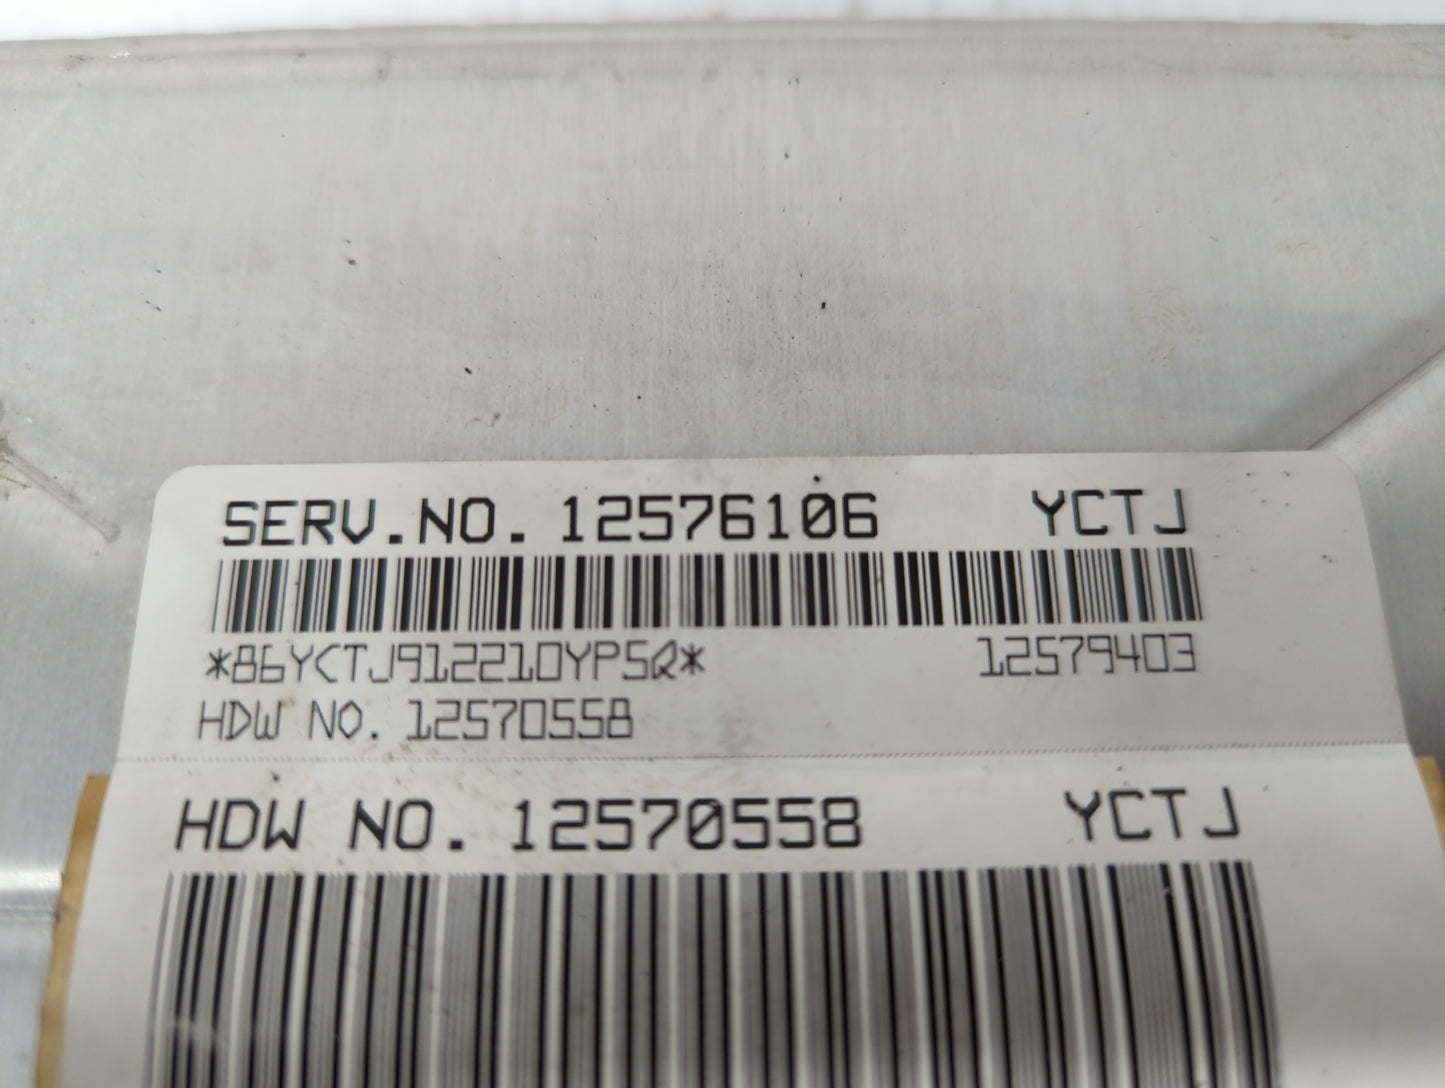 SERV.NO. 12576106 YCTJ
*86YCTJ912210YP5Q* 12579403
HDW NO. 12570558
HDW NO. 12570558 YCTJ